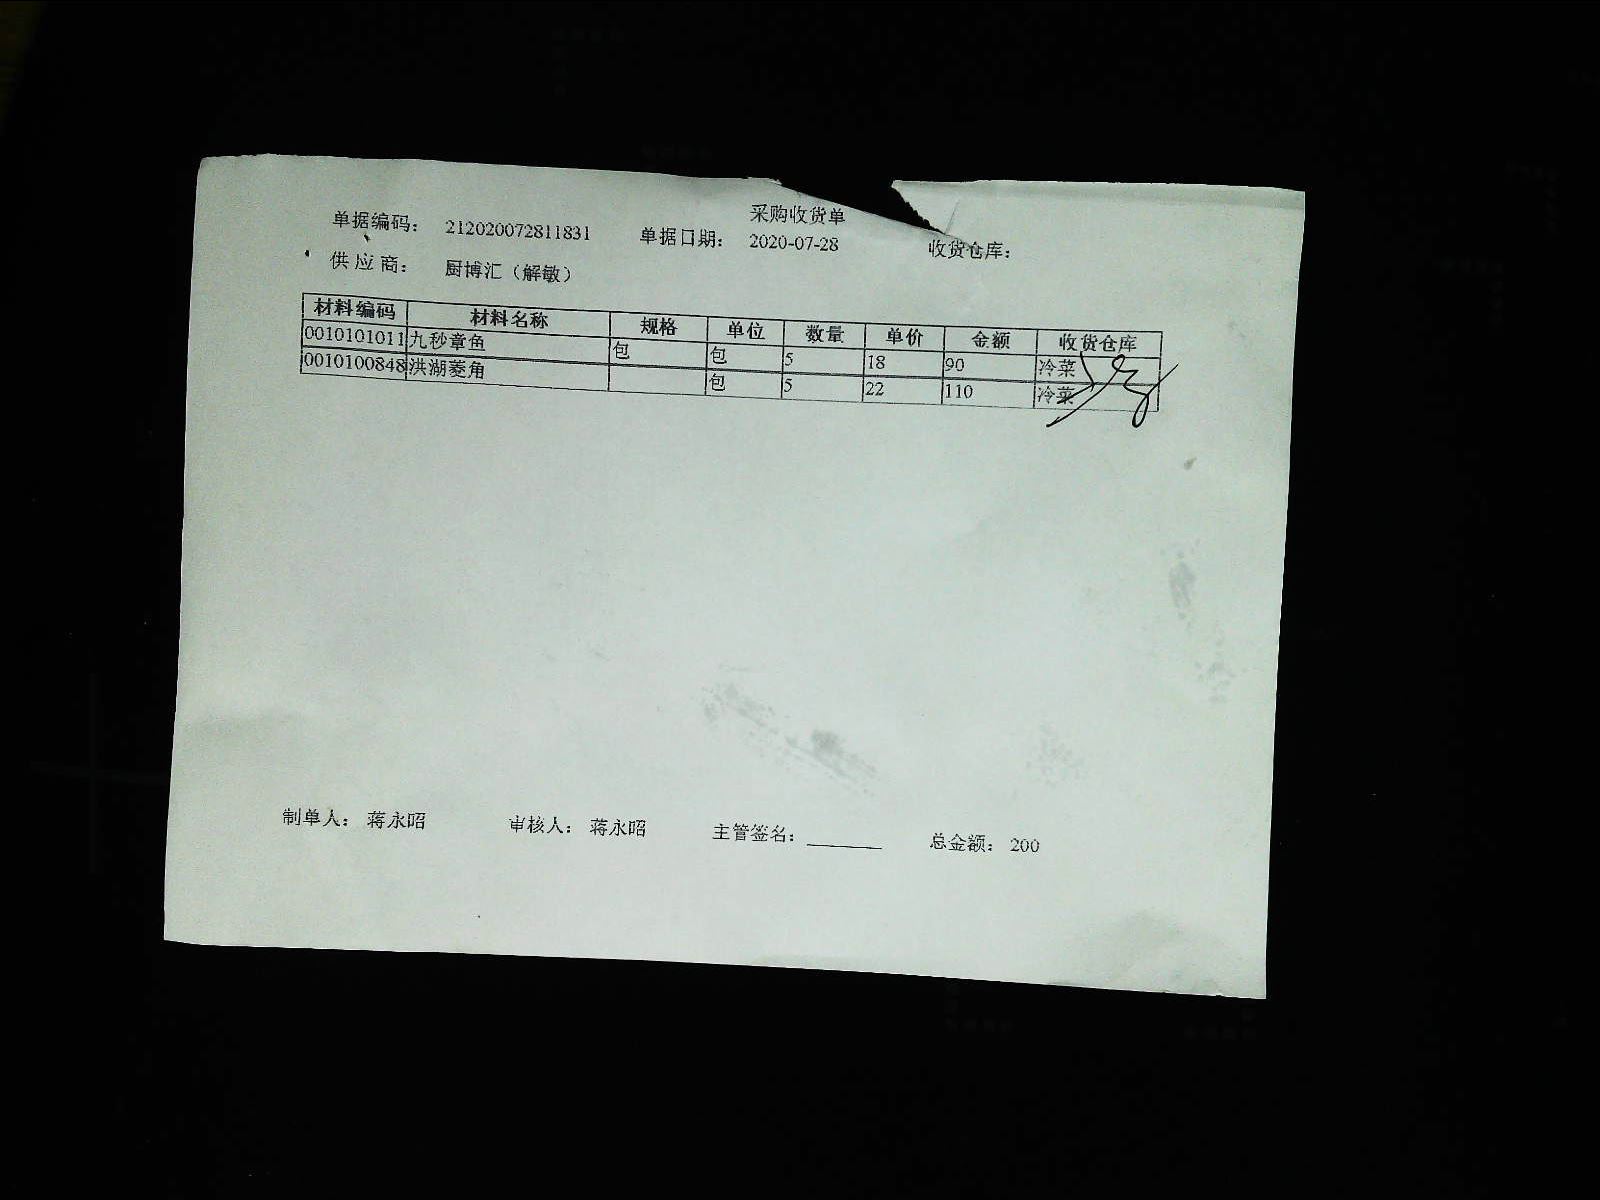 采购收货单
单据编码： 212020072811831 单据日期： 2020-07-28 收货仓库：
供应商： 厨博汇（解敏）
材料编码 材料名称 规格 单位 数量 单价 金额 收货仓库
0010101011 九秒章鱼 包 包 5 18 90 冷菜
0010100848 洪湖菱角 包 5 22 110 冷菜
制单人： 蒋永昭 审核人： 蒋永昭 主管签名： 总金额： 200